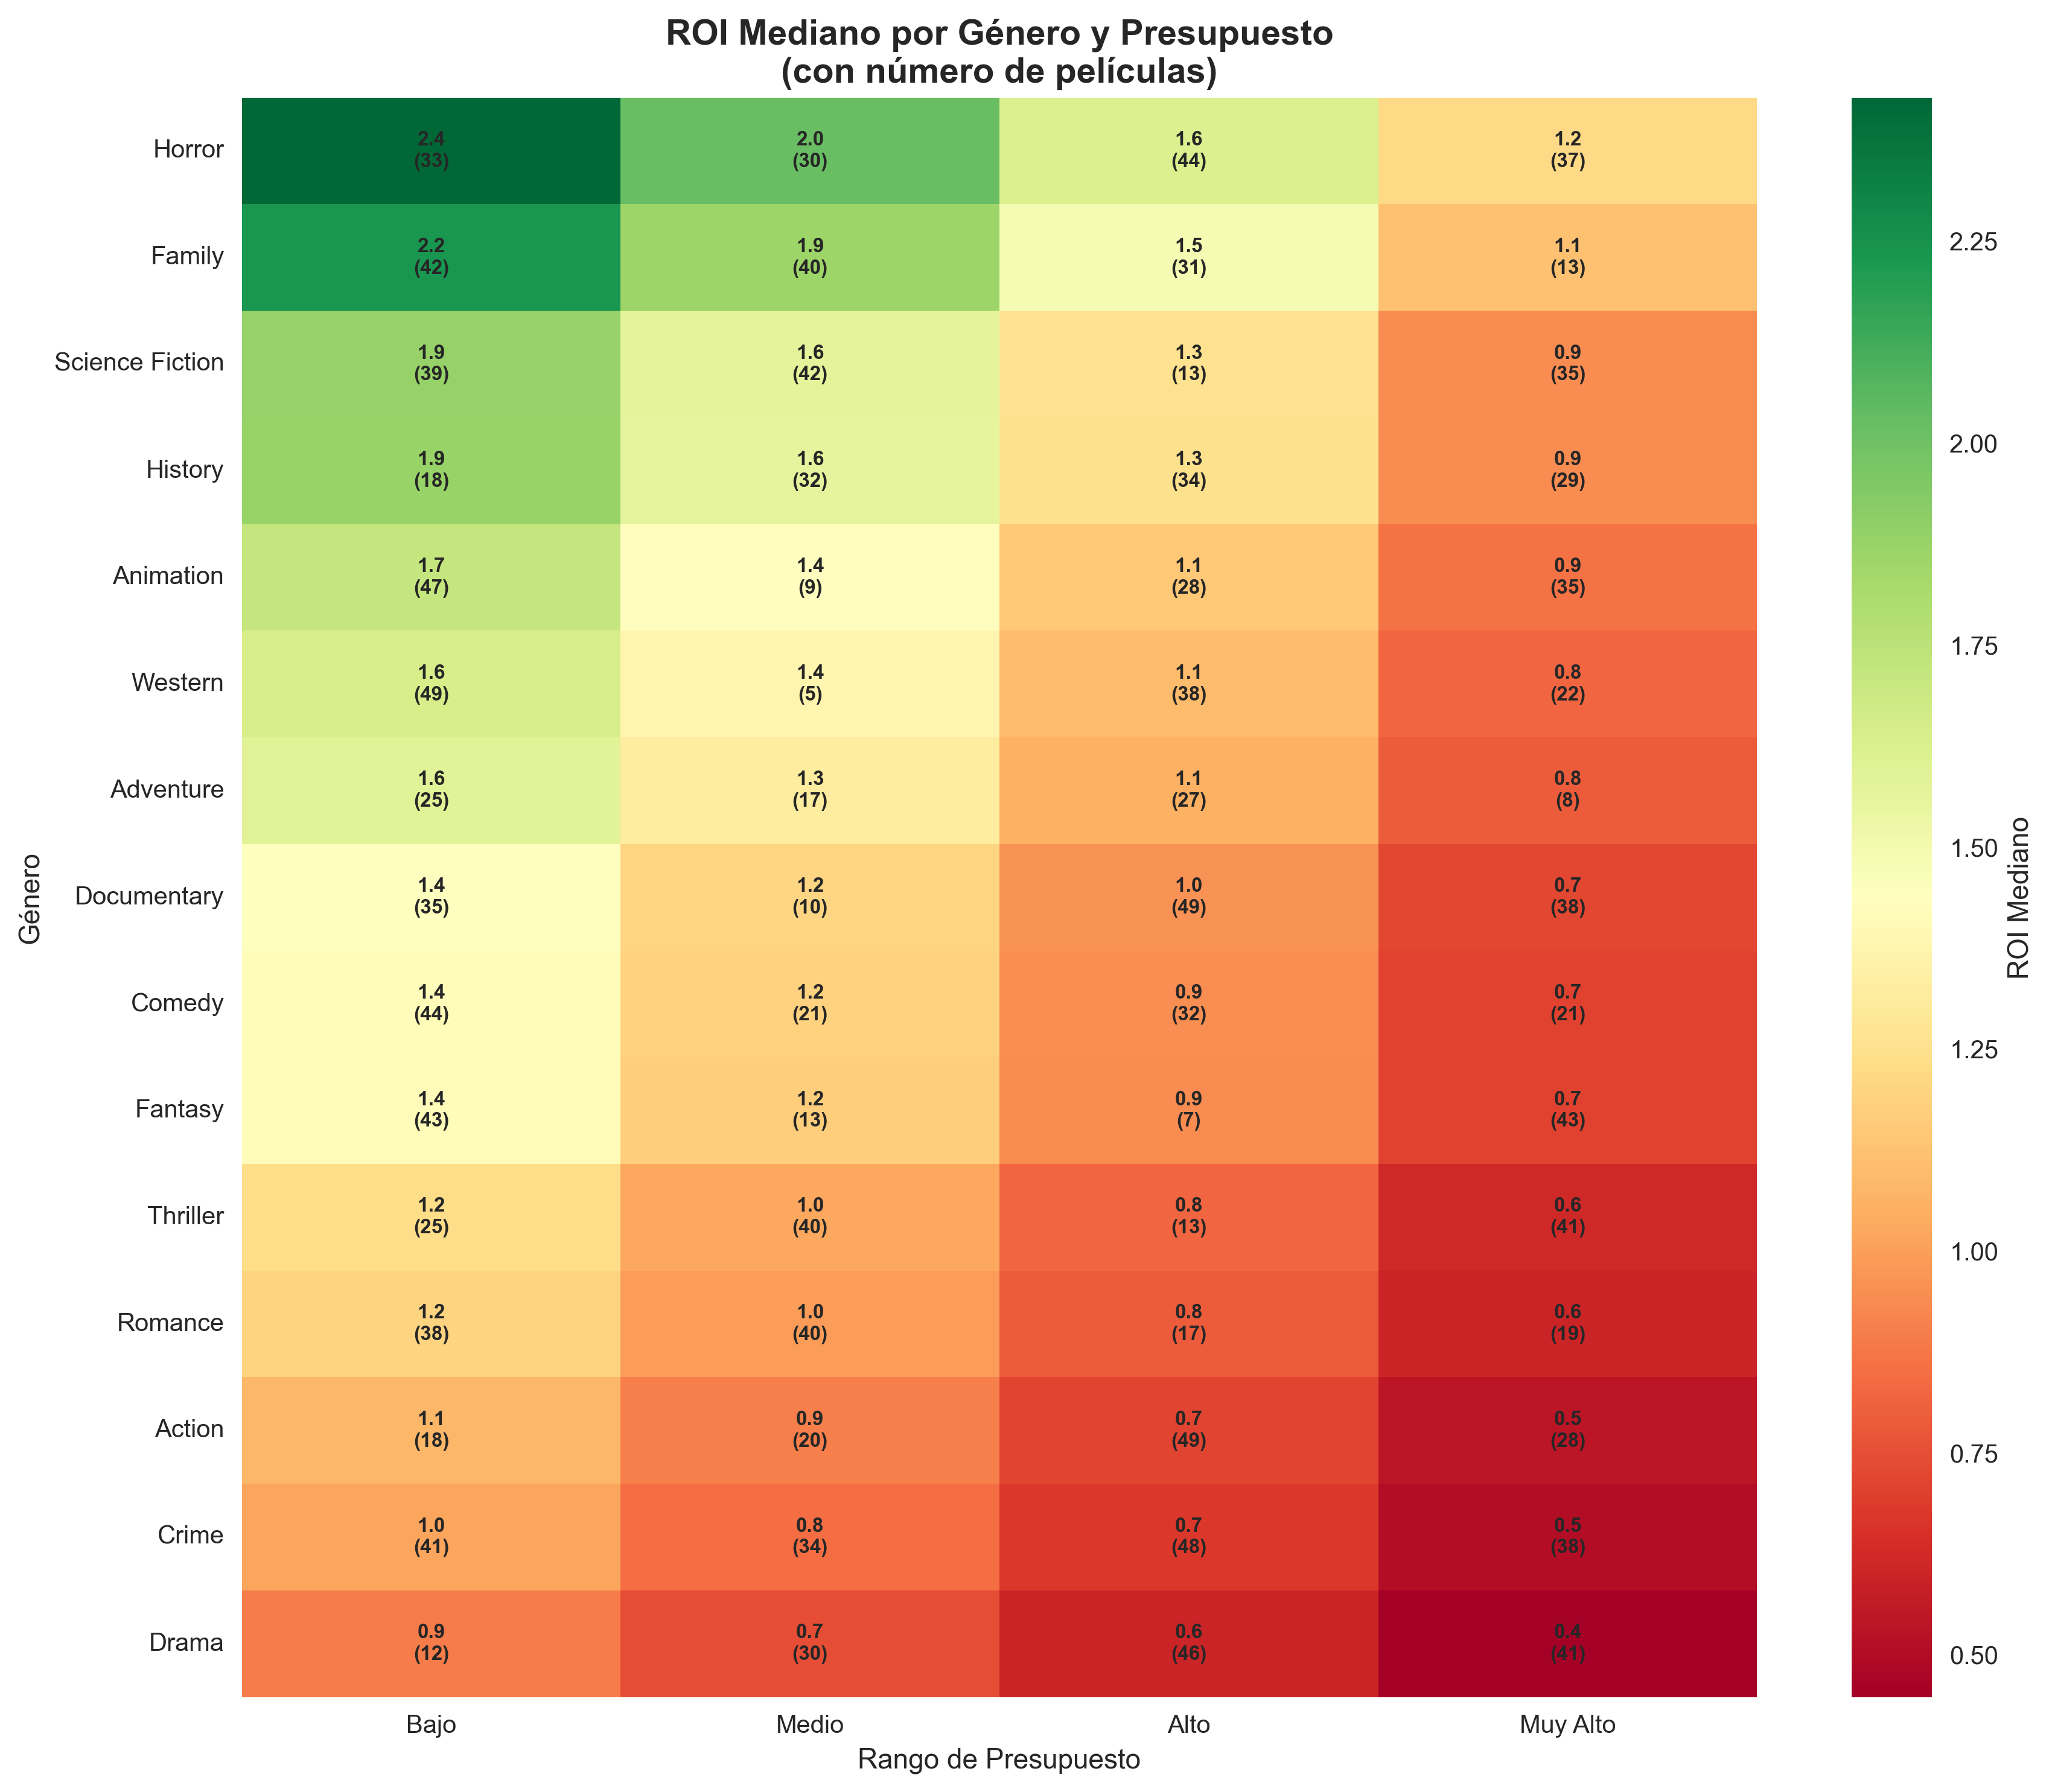 ROI Mediano por Género y Presupuesto
(con número de películas)
Género
Horror
2.4 2.0 1.6 1.2
(33) (30) (44) (37)
Family
2.2 1.9 1.5 1.1
(42) (40) (31) (13)
Science Fiction
1.9 1.6 1.3 0.9
(39) (42) (13) (35)
History
1.9 1.6 1.3 0.9
(18) (32) (34) (29)
Animation
1.7 1.4 1.1 0.9
(47) (9) (28) (35)
Western
1.6 1.4 1.1 0.8
(49) (5) (38) (22)
Adventure
1.6 1.3 1.1 0.8
(25) (17) (27) (8)
Documentary
1.4 1.2 1.0 0.7
(35) (10) (49) (38)
Comedy
1.4 1.2 0.9 0.7
(44) (21) (32) (21)
Fantasy
1.4 1.2 0.9 0.7
(43) (13) (7) (43)
Thriller
1.2 1.0 0.8 0.6
(25) (40) (13) (41)
Romance
1.2 1.0 0.8 0.6
(38) (40) (17) (19)
Action
1.1 0.9 0.7 0.5
(18) (20) (49) (28)
Crime
1.0 0.8 0.7 0.5
(41) (34) (48) (38)
Drama
0.9 0.7 0.6 0.4
(12) (30) (46) (41)
Bajo Medio Alto Muy Alto
Rango de Presupuesto
2.25
2.00
1.75
1.50
1.25
1.00
0.75
0.50
ROI Mediano